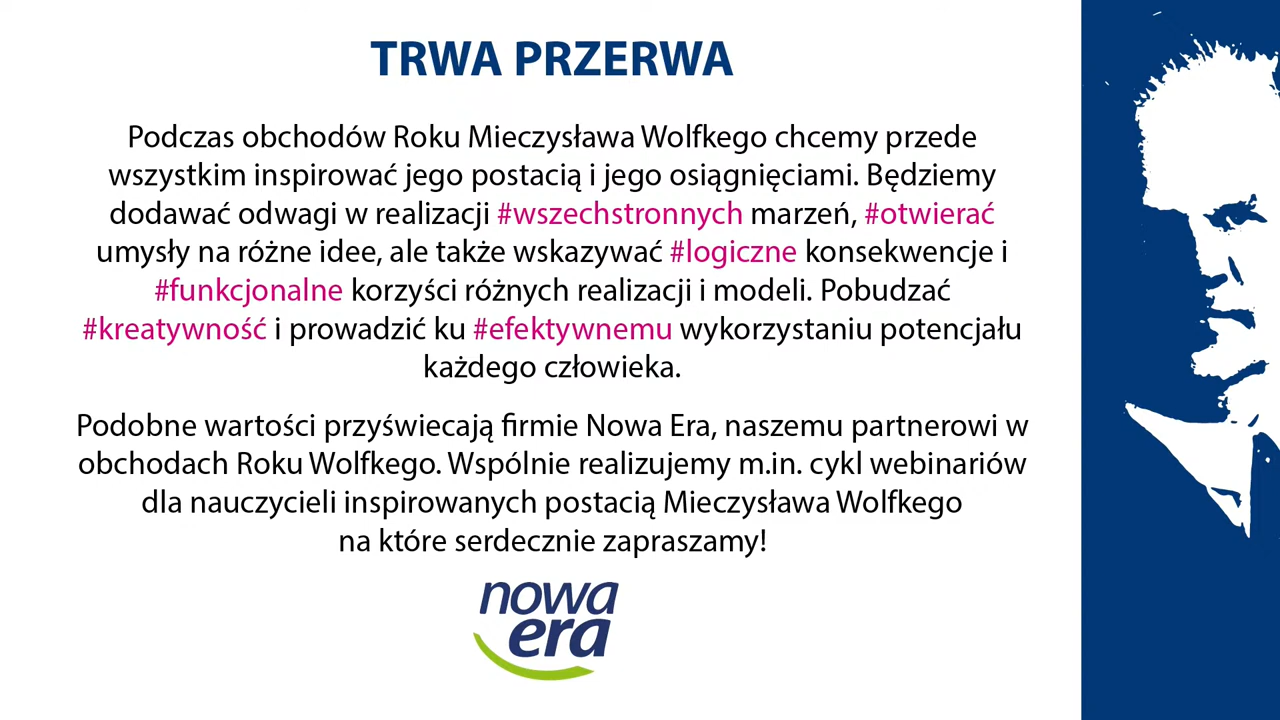 TRWA PRZERWA
Podczas obchodów Roku Mieczysława Wolfkego chcemy przede
wszystkim inspirować jego postacią i jego osiągnięciami. Będziemy
dodawać odwagi w realizacji #wszechstronnych marzeń, #otwierać
umysły na różne idee, ale także wskazywać #logiczne konsekwencje i
#funkcjonalne korzyści różnych realizacji i modeli. Pobudzać
#kreatywność i prowadzić ku #efektywnemu wykorzystaniu potencjału
każdego człowieka.
Podobne wartości przyświecają firmie Nowa Era, naszemu partnerowi w
obchodach Roku Wolfkego. Wspólnie realizujemy m.in. cykl webinariów
dla nauczycieli inspirowanych postacią Mieczysława Wolfkego
na które serdecznie zapraszamy!
nowa
era